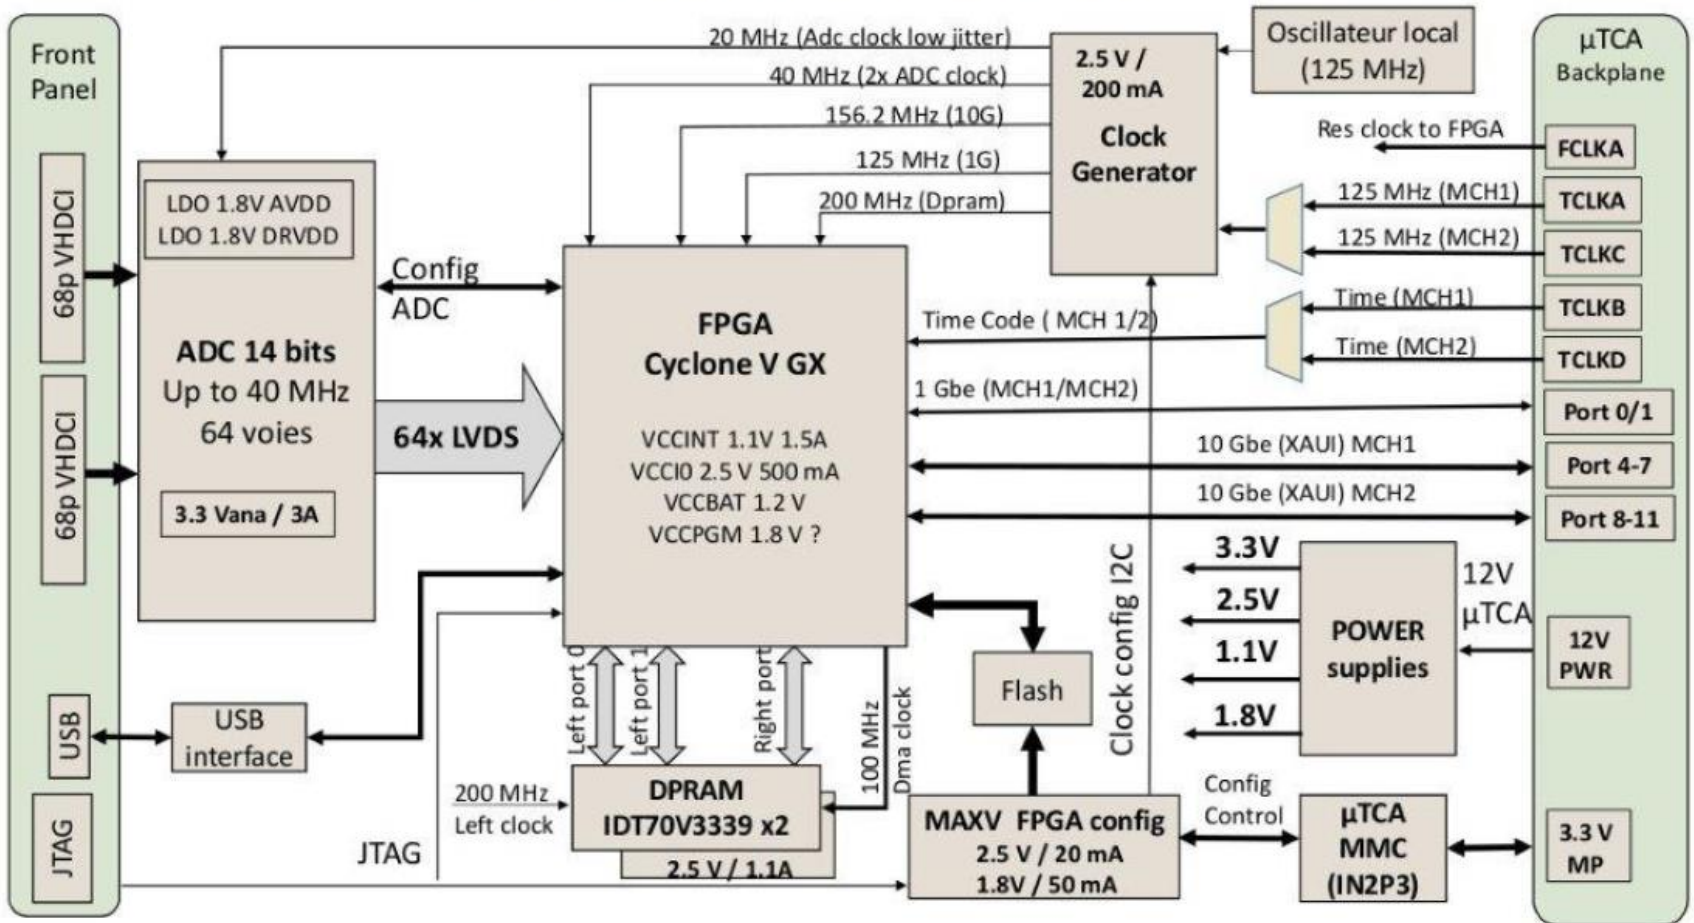 Front
Panel
68p VHDCI
68p VHDCI
USB
JTAG
20 MHz (Adc clock low jitter)
40 MHz (2x ADC clock)
156.2 MHz (10G)
125 MHz (1G)
200 MHz (Dpram)
2.5 V /
200 mA
Clock
Generator
Oscillateur local
(125 MHz)
µTCA
Backplane
Res clock to FPGA
FCLKA
125 MHz (MCH1)
TCLKA
125 MHz (MCH2)
TCLKC
Time (MCH1)
TCLKB
Time (MCH2)
TCLKD
Time Code ( MCH 1/2)
1 Gbe (MCH1/MCH2)
Port 0/1
10 Gbe (XAUI) MCH1
Port 4-7
10 Gbe (XAUI) MCH2
Port 8-11
LDO 1.8V AVDD
LDO 1.8V DRVDD
ADC 14 bits
Up to 40 MHz
64 voies
3.3 Vana / 3A
Config
ADC
64x LVDS
FPGA
Cyclone V GX
VCCINT 1.1V 1.5A
VCCI0 2.5 V 500 mA
VCCBAT 1.2 V
VCCPGM 1.8 V ?
Clock config I2C
3.3V
2.5V
1.1V
1.8V
POWER
supplies
12V
µTCA
12V
PWR
USB
interface
Left port 0
Left port 1
Right port
100 MHz
Dma clock
Flash
200 MHz
Left clock
DPRAM
IDT70V3339 x2
2.5 V / 1.1A
JTAG
MAXV FPGA config
2.5 V / 20 mA
1.8V / 50 mA
Config
Control
µTCA
MMC
(IN2P3)
3.3 V
MP